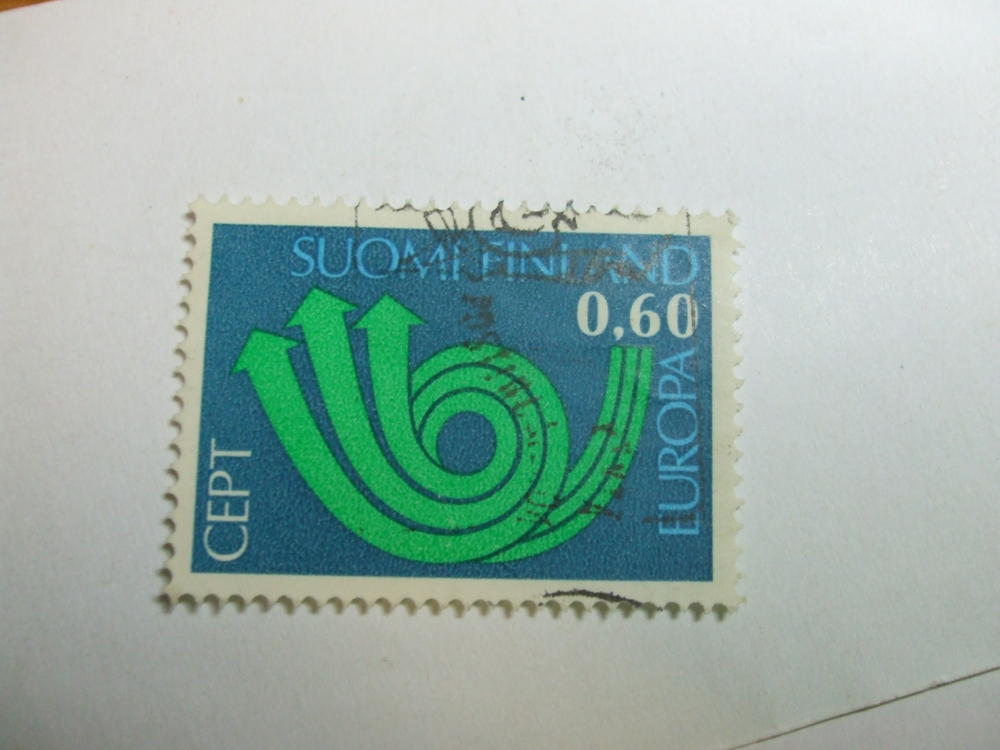 SUOMI FINLAND
0,60
EUROPA
CEPT